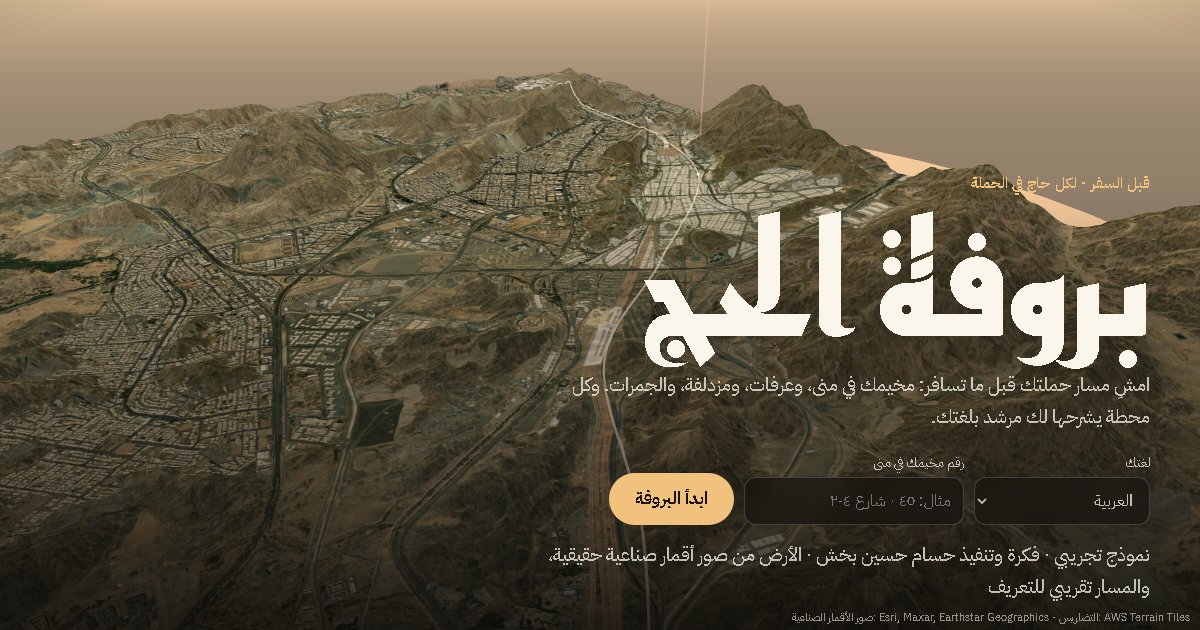 قبل السفر · لكل حاج في الحملة
بروفة الحج
امشِ مسار حملتك قبل ما تسافر: مخيمك في منى، وعرفات، ومزدلفة، والجمرات. وكل
محطة يشرحها لك مرشد بلغتك.
لغتك
رقم مخيمك في منى
العربية
مثال: ٤٥ · شارع ٢٠٤
ابدأ البروفة
نموذج تجريبي · فكرة وتنفيذ حسام حسين بخش · الأرض من صور أقمار صناعية حقيقية،
والمسار تقريبي للتعريف
صور الأقمار الصناعية: Esri, Maxar, Earthstar Geographics · التضاريس: AWS Terrain Tiles